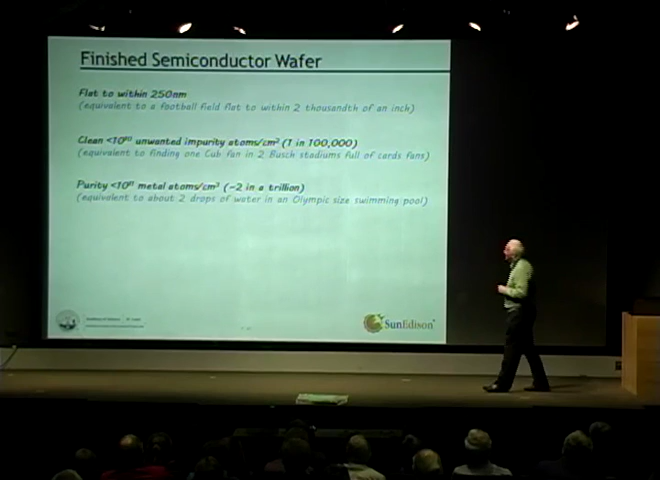 Finished Semiconductor Wafer
Flat to within 250nm
(equivalent to a football field flat to within 2 thousandth of an inch)
Clean <10¹⁰ unwanted impurity atoms/cm² (1 in 100,000)
(equivalent to finding one Cub fan in 2 Busch stadiums full of cards fans)
Purity <10¹¹ metal atoms/cm³ (~2 in a trillion)
(equivalent to about 2 drops of water in an Olympic size swimming pool)
SunEdison